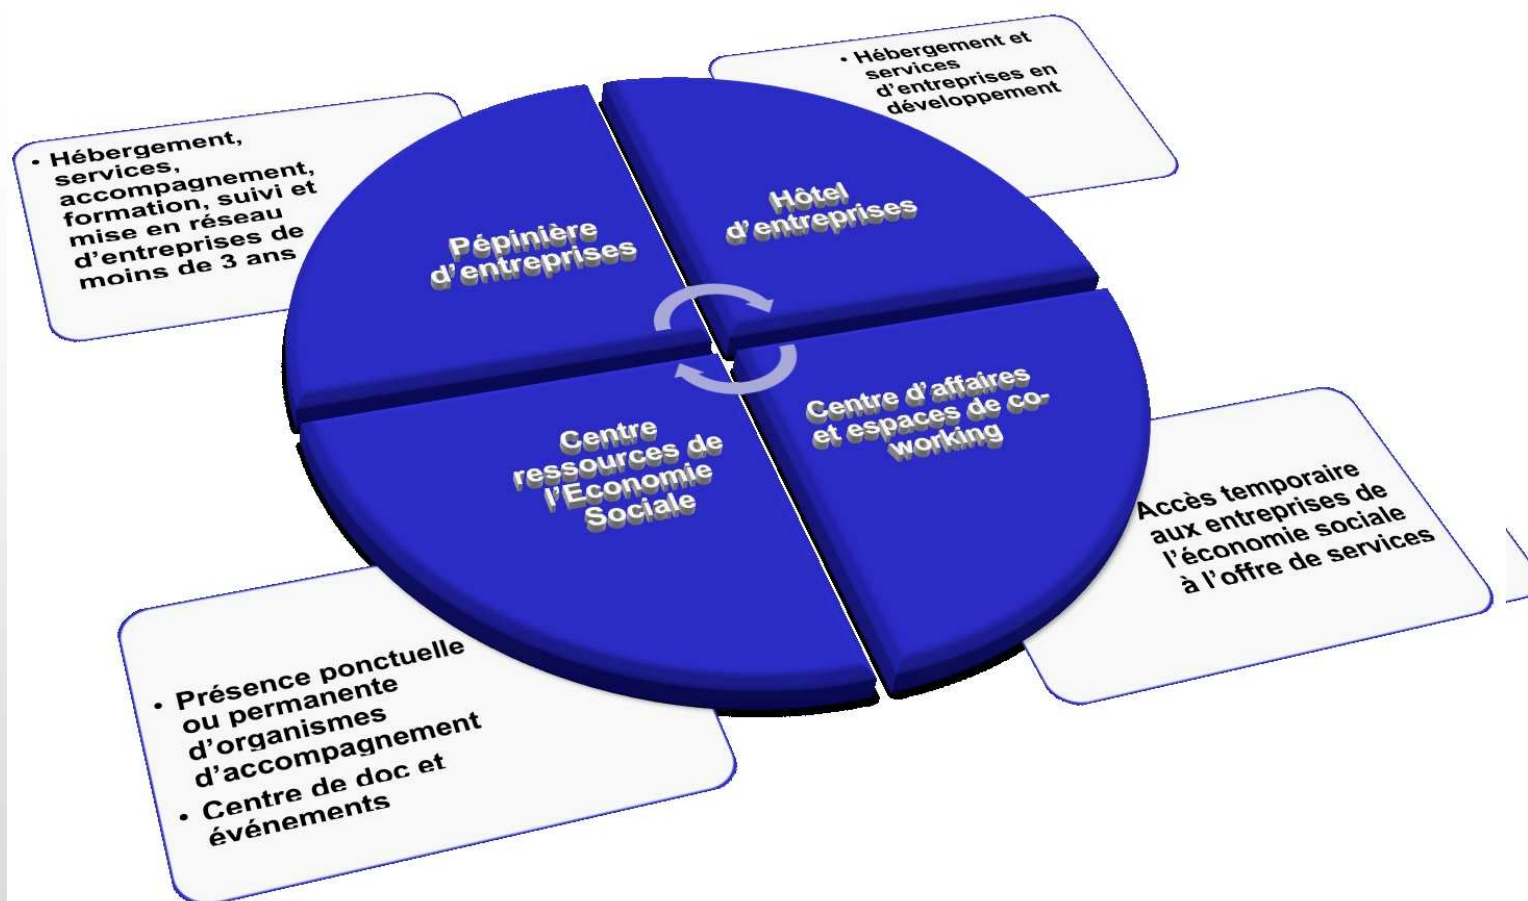 • Hébergement,
services,
accompagnement,
formation, suivi et
mise en réseau
d'entreprises de
moins de 3 ans
• Hébergement et
services
d'entreprises en
développement
Pépinière
d'entreprises
Hôtel
d'entreprises
Centre
ressources de
l'Economie
Sociale
Centre d'affaires
et espaces de co-
working
Accès temporaire
aux entreprises de
l'économie sociale
à l'offre de services
• Présence ponctuelle
ou permanente
d'organismes
d'accompagnement
• Centre de doc et
événements